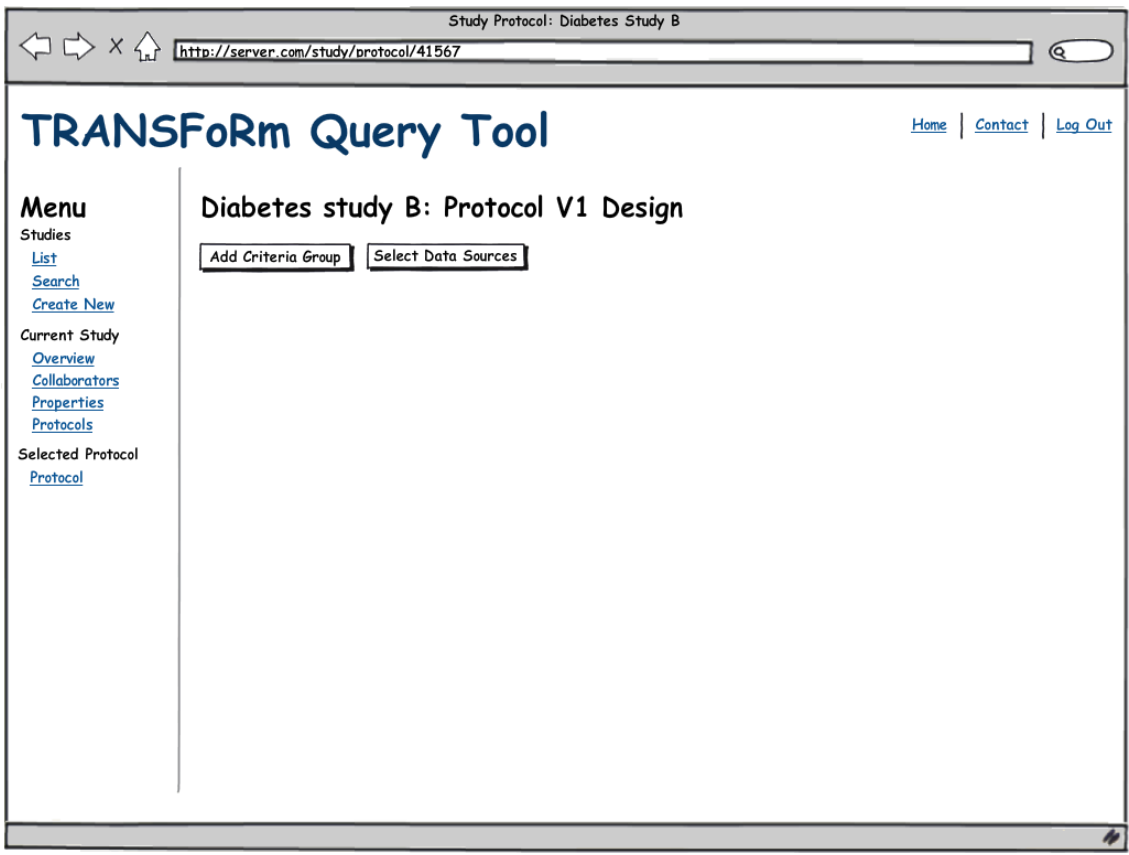 Study Protocol: Diabetes Study B
http://server.com/study/protocol/41567
TRANSFoRm Query Tool
Home | Contact | Log Out
Menu
Studies
List
Search
Create New
Current Study
Overview
Collaborators
Properties
Protocols
Selected Protocol
Protocol
Diabetes study B: Protocol V1 Design
Add Criteria Group Select Data Sources